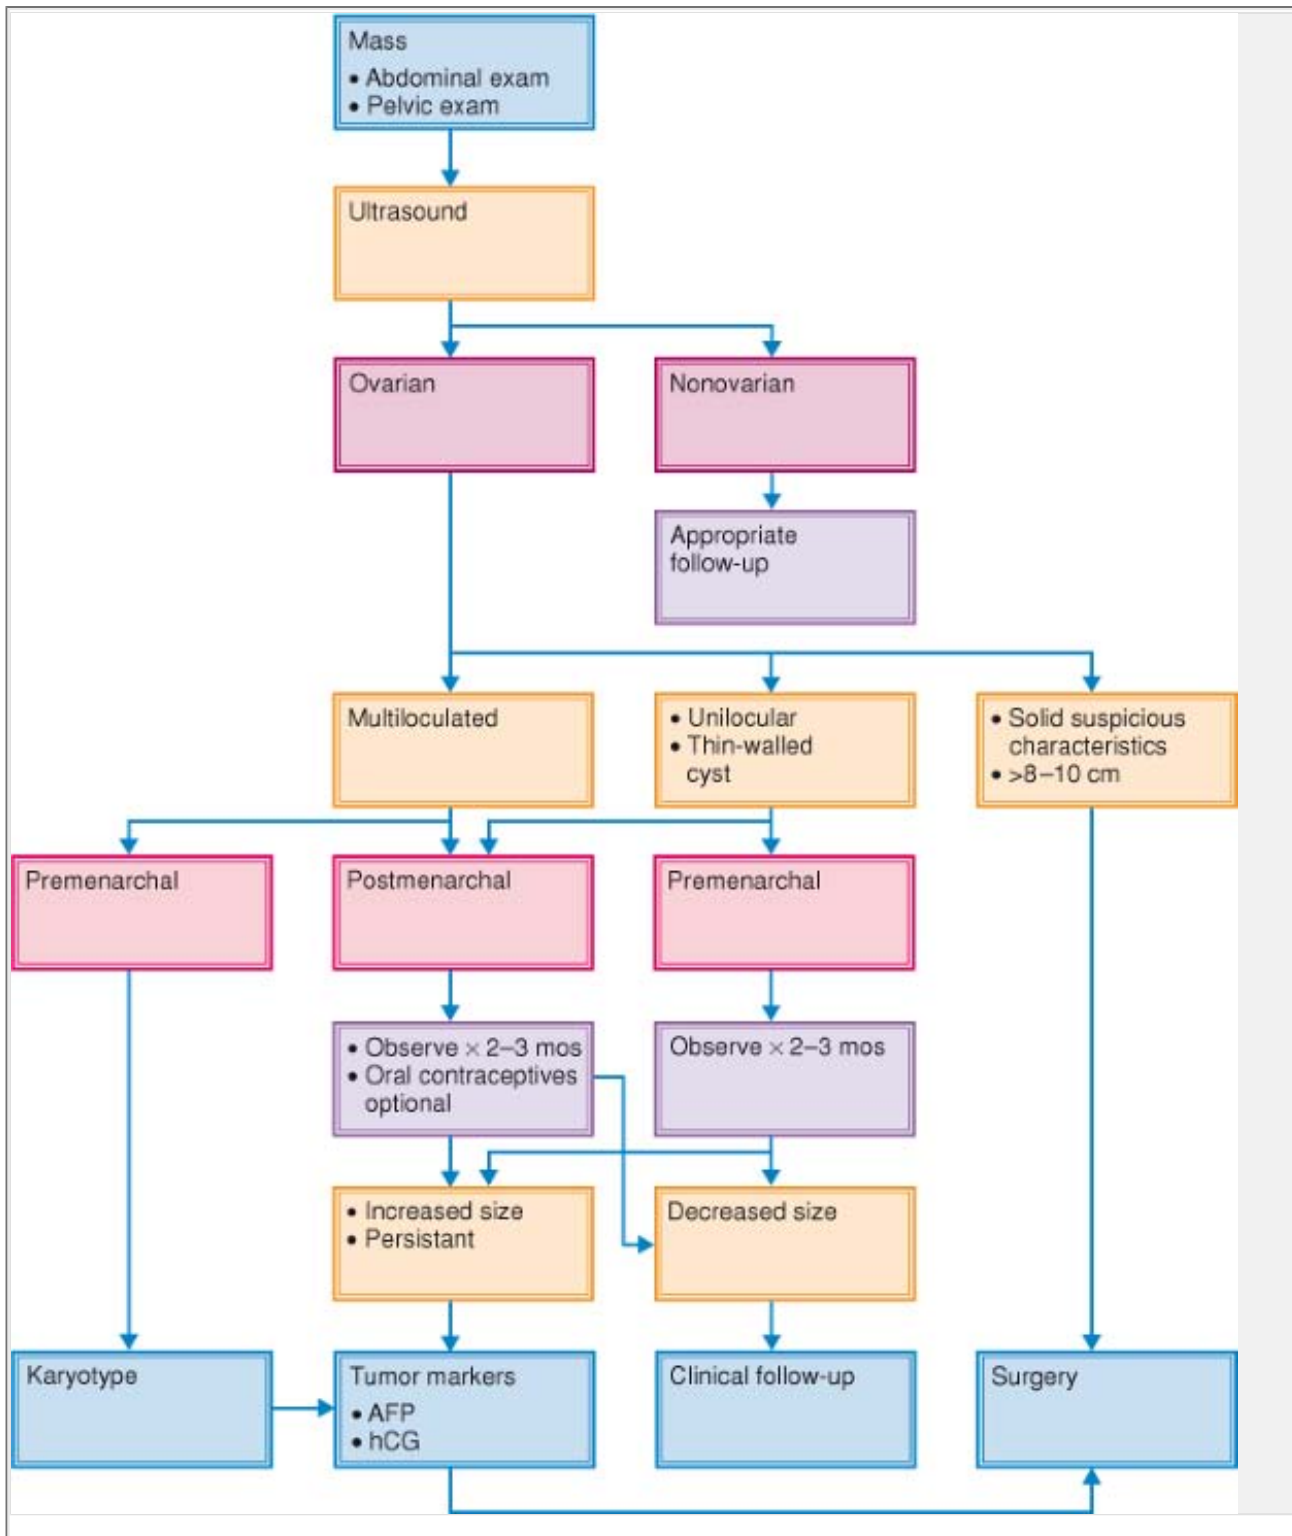 Mass
• Abdominal exam
• Pelvic exam
Ultrasound
Ovarian
Nonovarian
Appropriate
follow-up
Multiloculated
• Unilocular
• Thin-walled
cyst
• Solid suspicious
characteristics
• >8–10 cm
Premenarchal
Postmenarchal
Premenarchal
• Observe × 2–3 mos
• Oral contraceptives
optional
Observe × 2–3 mos
• Increased size
• Persistant
Decreased size
Karyotype
Tumor markers
• AFP
• hCG
Clinical follow-up
Surgery